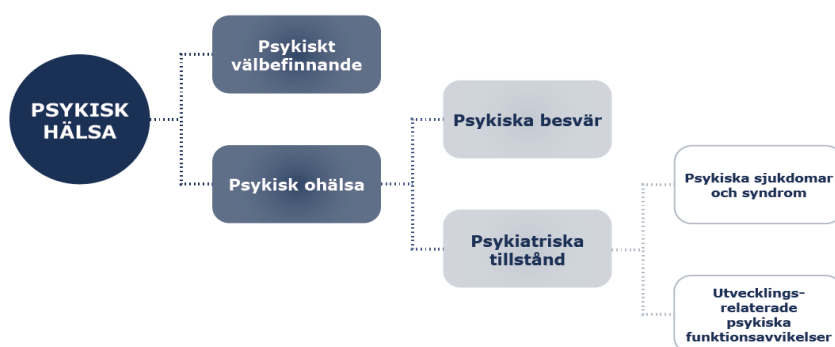 PSYKISK
HÄLSA
Psykiskt
välbefinnande
Psykisk ohälsa
Psykiska besvär
Psykiatriska
tillstånd
Psykiska sjukdomar
och syndrom
Utvecklings-
relaterade
psykiska
funktionsavvikelser